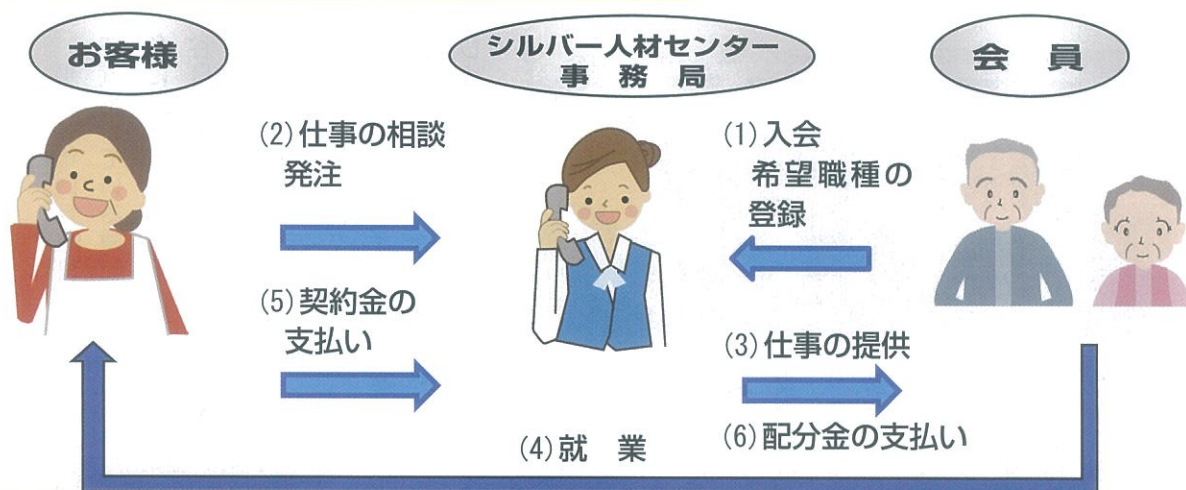 お客様
シルバー人材センター
事務局
会　員
(2)仕事の相談
発注
(1)入会
希望職種の
登録
(5)契約金の
支払い
(3)仕事の提供
(6)配分金の支払い
(4)就　業